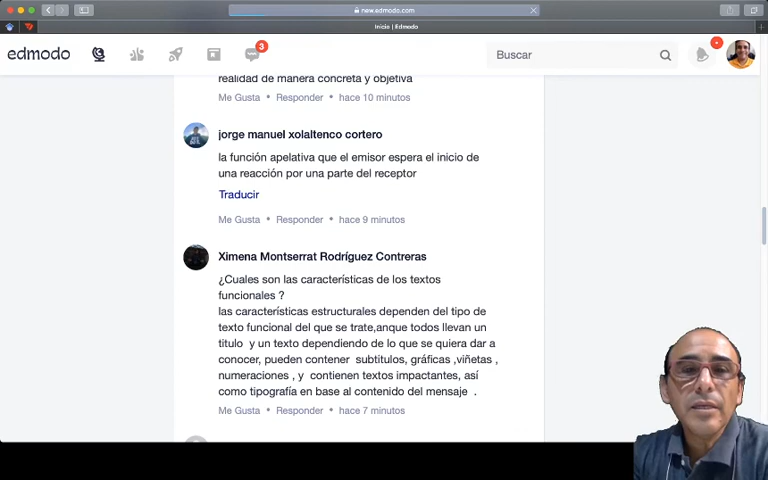 new.edmodo.com
Inicio | Edmodo
edmodo
3
Buscar
realidad de manera concreta y objetiva
Me Gusta • Responder • hace 10 minutos
jorge manuel xolaltenco cortero
la función apelativa que el emisor espera el inicio de
una reacción por una parte del receptor
Traducir
Me Gusta • Responder • hace 9 minutos
Ximena Montserrat Rodríguez Contreras
¿Cuales son las características de los textos
funcionales ?
las características estructurales dependen del tipo de
texto funcional del que se trate,anque todos llevan un
titulo y un texto dependiendo de lo que se quiera dar a
conocer, pueden contener subtitulos, gráficas ,viñetas ,
numeraciones , y contienen textos impactantes, así
como tipografía en base al contenido del mensaje .
Me Gusta • Responder • hace 7 minutos